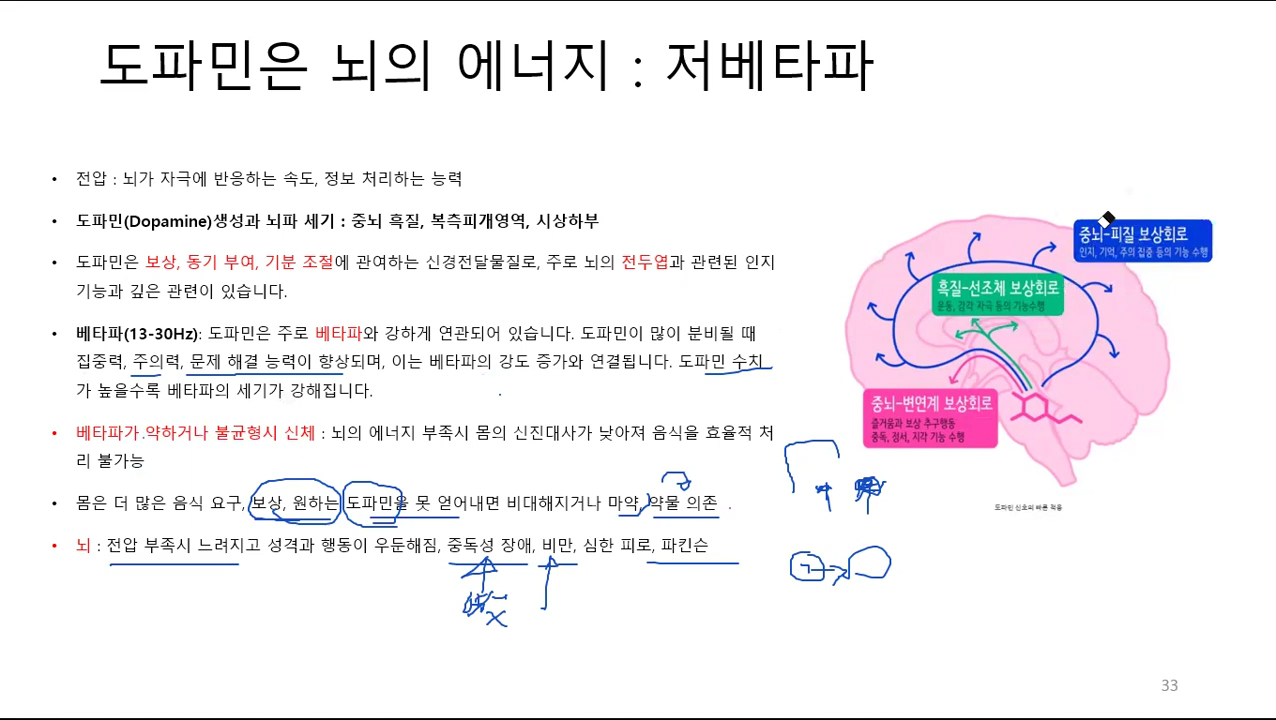 도파민은 뇌의 에너지 : 저베타파
• 전압 : 뇌가 자극에 반응하는 속도, 정보 처리하는 능력
• 도파민(Dopamine)생성과 뇌파 세기 : 중뇌 흑질, 복측피개영역, 시상하부
• 도파민은 보상, 동기 부여, 기분 조절에 관여하는 신경전달물질로, 주로 뇌의 전두엽과 관련된 인지
기능과 깊은 관련이 있습니다.
• 베타파(13-30Hz): 도파민은 주로 베타파와 강하게 연관되어 있습니다. 도파민이 많이 분비될 때
집중력, 주의력, 문제 해결 능력이 향상되며, 이는 베타파의 강도 증가와 연결됩니다. 도파민 수치
가 높을수록 베타파의 세기가 강해집니다.
• 베타파가 약하거나 불균형시 신체 : 뇌의 에너지 부족시 몸의 신진대사가 낮아져 음식을 효율적 처
리 불가능
• 몸은 더 많은 음식 요구, 보상, 원하는 도파민을 못 얻어내면 비대해지거나 마약, 약물 의존 .
• 뇌 : 전압 부족시 느려지고 성격과 행동이 우둔해짐, 중독성 장애, 비만, 심한 피로, 파킨슨
중뇌-피질 보상회로
인지, 기억, 주의 집중 등의 기능 수행
흑질-선조체 보상회로
운동, 감각 자극 등의 기능수행
중뇌-변연계 보상회로
즐거움과 보상 추구행동
중독, 정서, 지각 기능 수행
도파민 신호의 빠른 적응
33